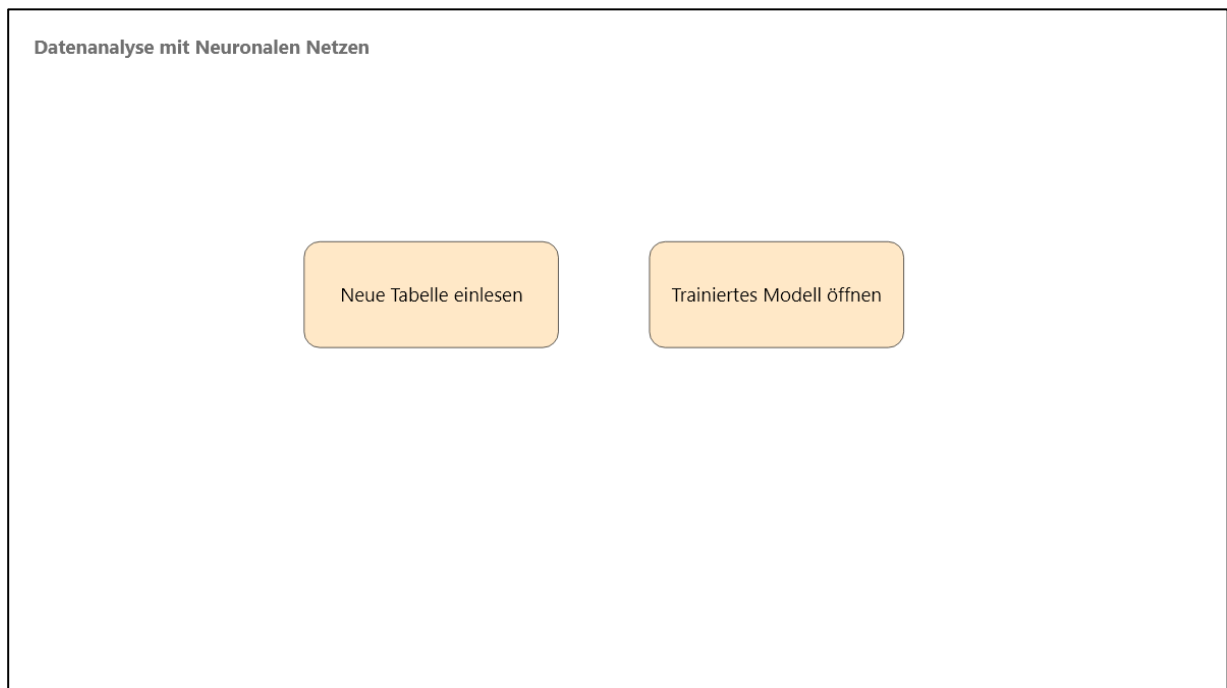 Datenanalyse mit Neuronalen Netzen
Neue Tabelle einlesen
Trainiertes Modell öffnen